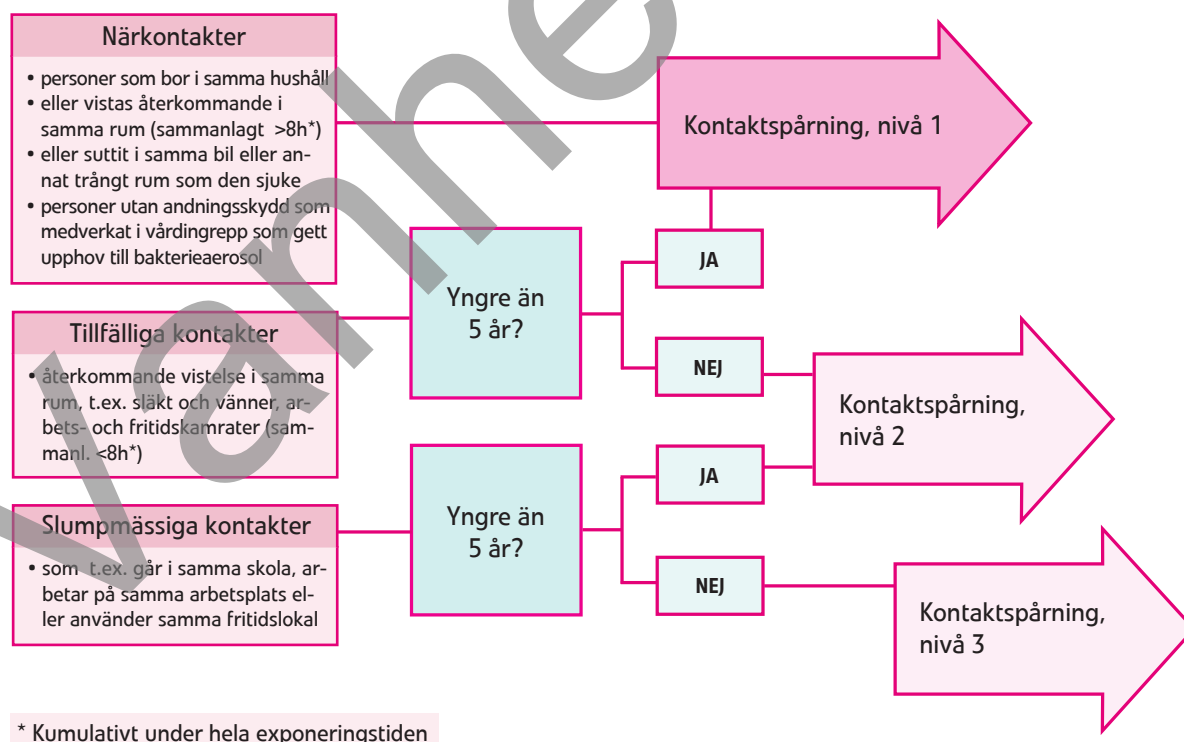 Närkontakter
• personer som bor i samma hushåll
• eller vistas återkommande i
samma rum (sammanlagt >8h*)
• eller suttit i samma bil eller an-
nat trångt rum som den sjuke
• personer utan andningsskydd som
medverkat i vårdingrepp som gett
upphov till bakterieaerosol
Kontaktspårning, nivå 1
Tillfälliga kontakter
• återkommande vistelse i samma
rum, t.ex. släkt och vänner, ar-
bets- och fritidskamrater (sam-
manl. <8h*)
Yngre än
5 år?
JA
NEJ
Kontaktspårning,
nivå 2
Slumpmässiga kontakter
• som t.ex. går i samma skola, ar-
betar på samma arbetsplats el-
ler använder samma fritidslokal
Yngre än
5 år?
JA
NEJ
Kontaktspårning,
nivå 3
* Kumulativt under hela exponeringstiden